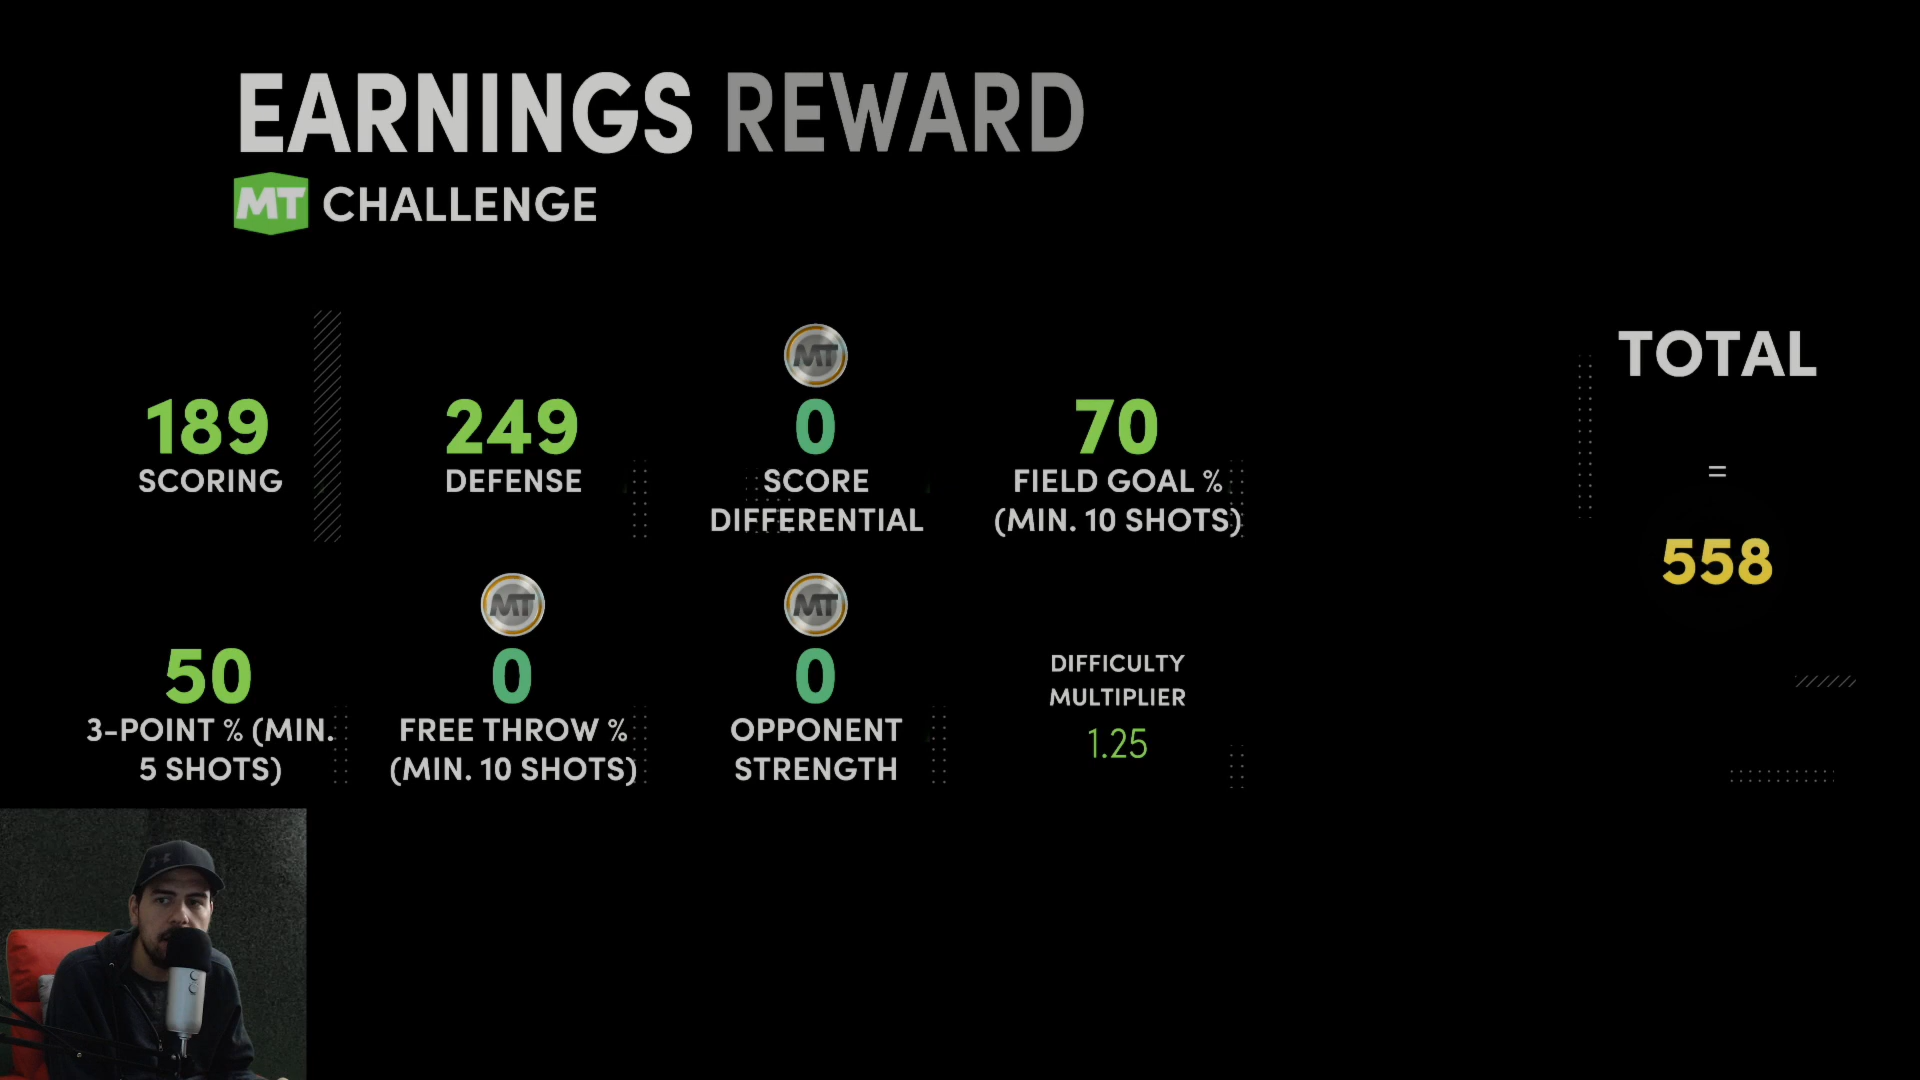 EARNINGS REWARD
MT CHALLENGE
MT
189
SCORING
249
DEFENSE
0
SCORE
DIFFERENTIAL
70
FIELD GOAL %
(MIN. 10 SHOTS)
TOTAL
=
558
50
3-POINT % (MIN.
5 SHOTS)
MT
0
FREE THROW %
(MIN. 10 SHOTS)
MT
0
OPPONENT
STRENGTH
DIFFICULTY
MULTIPLIER
1.25